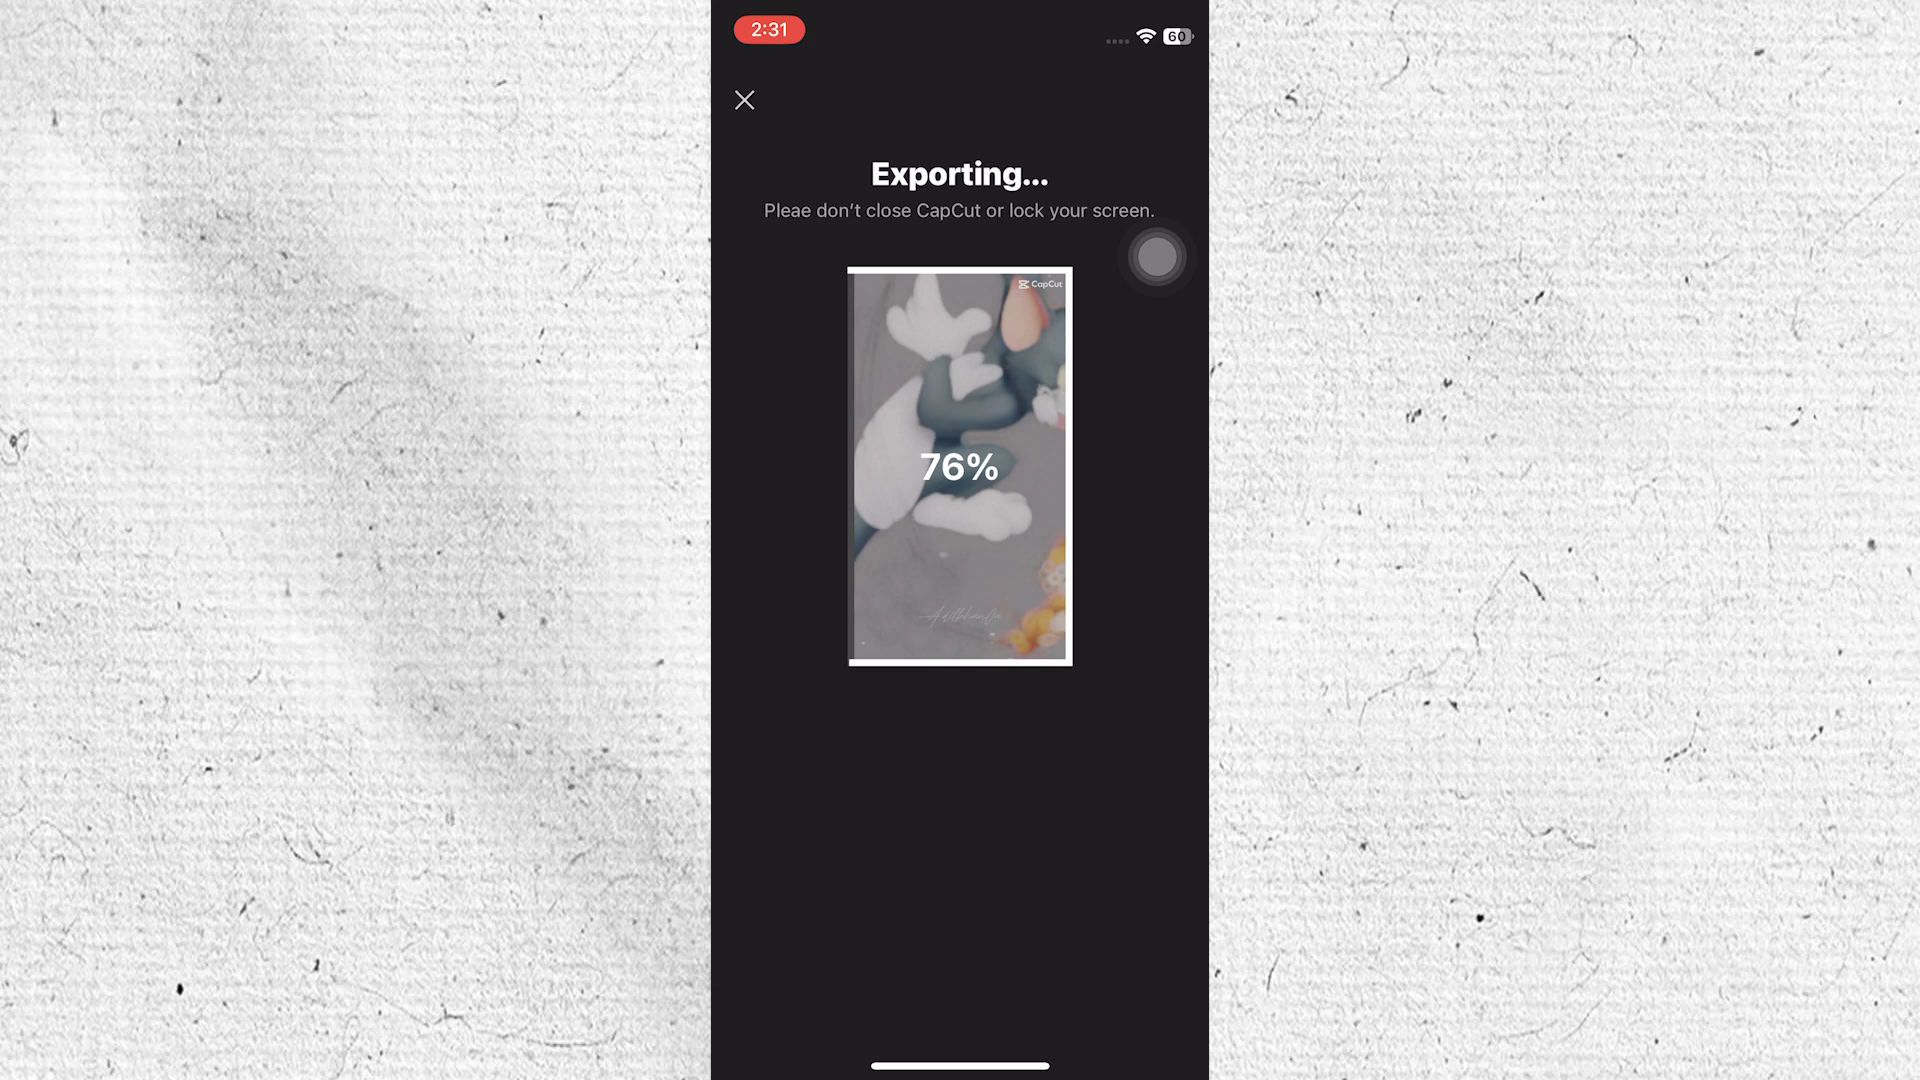 2:31
60
Exporting...
Pleae don't close CapCut or lock your screen.
CapCut
76%